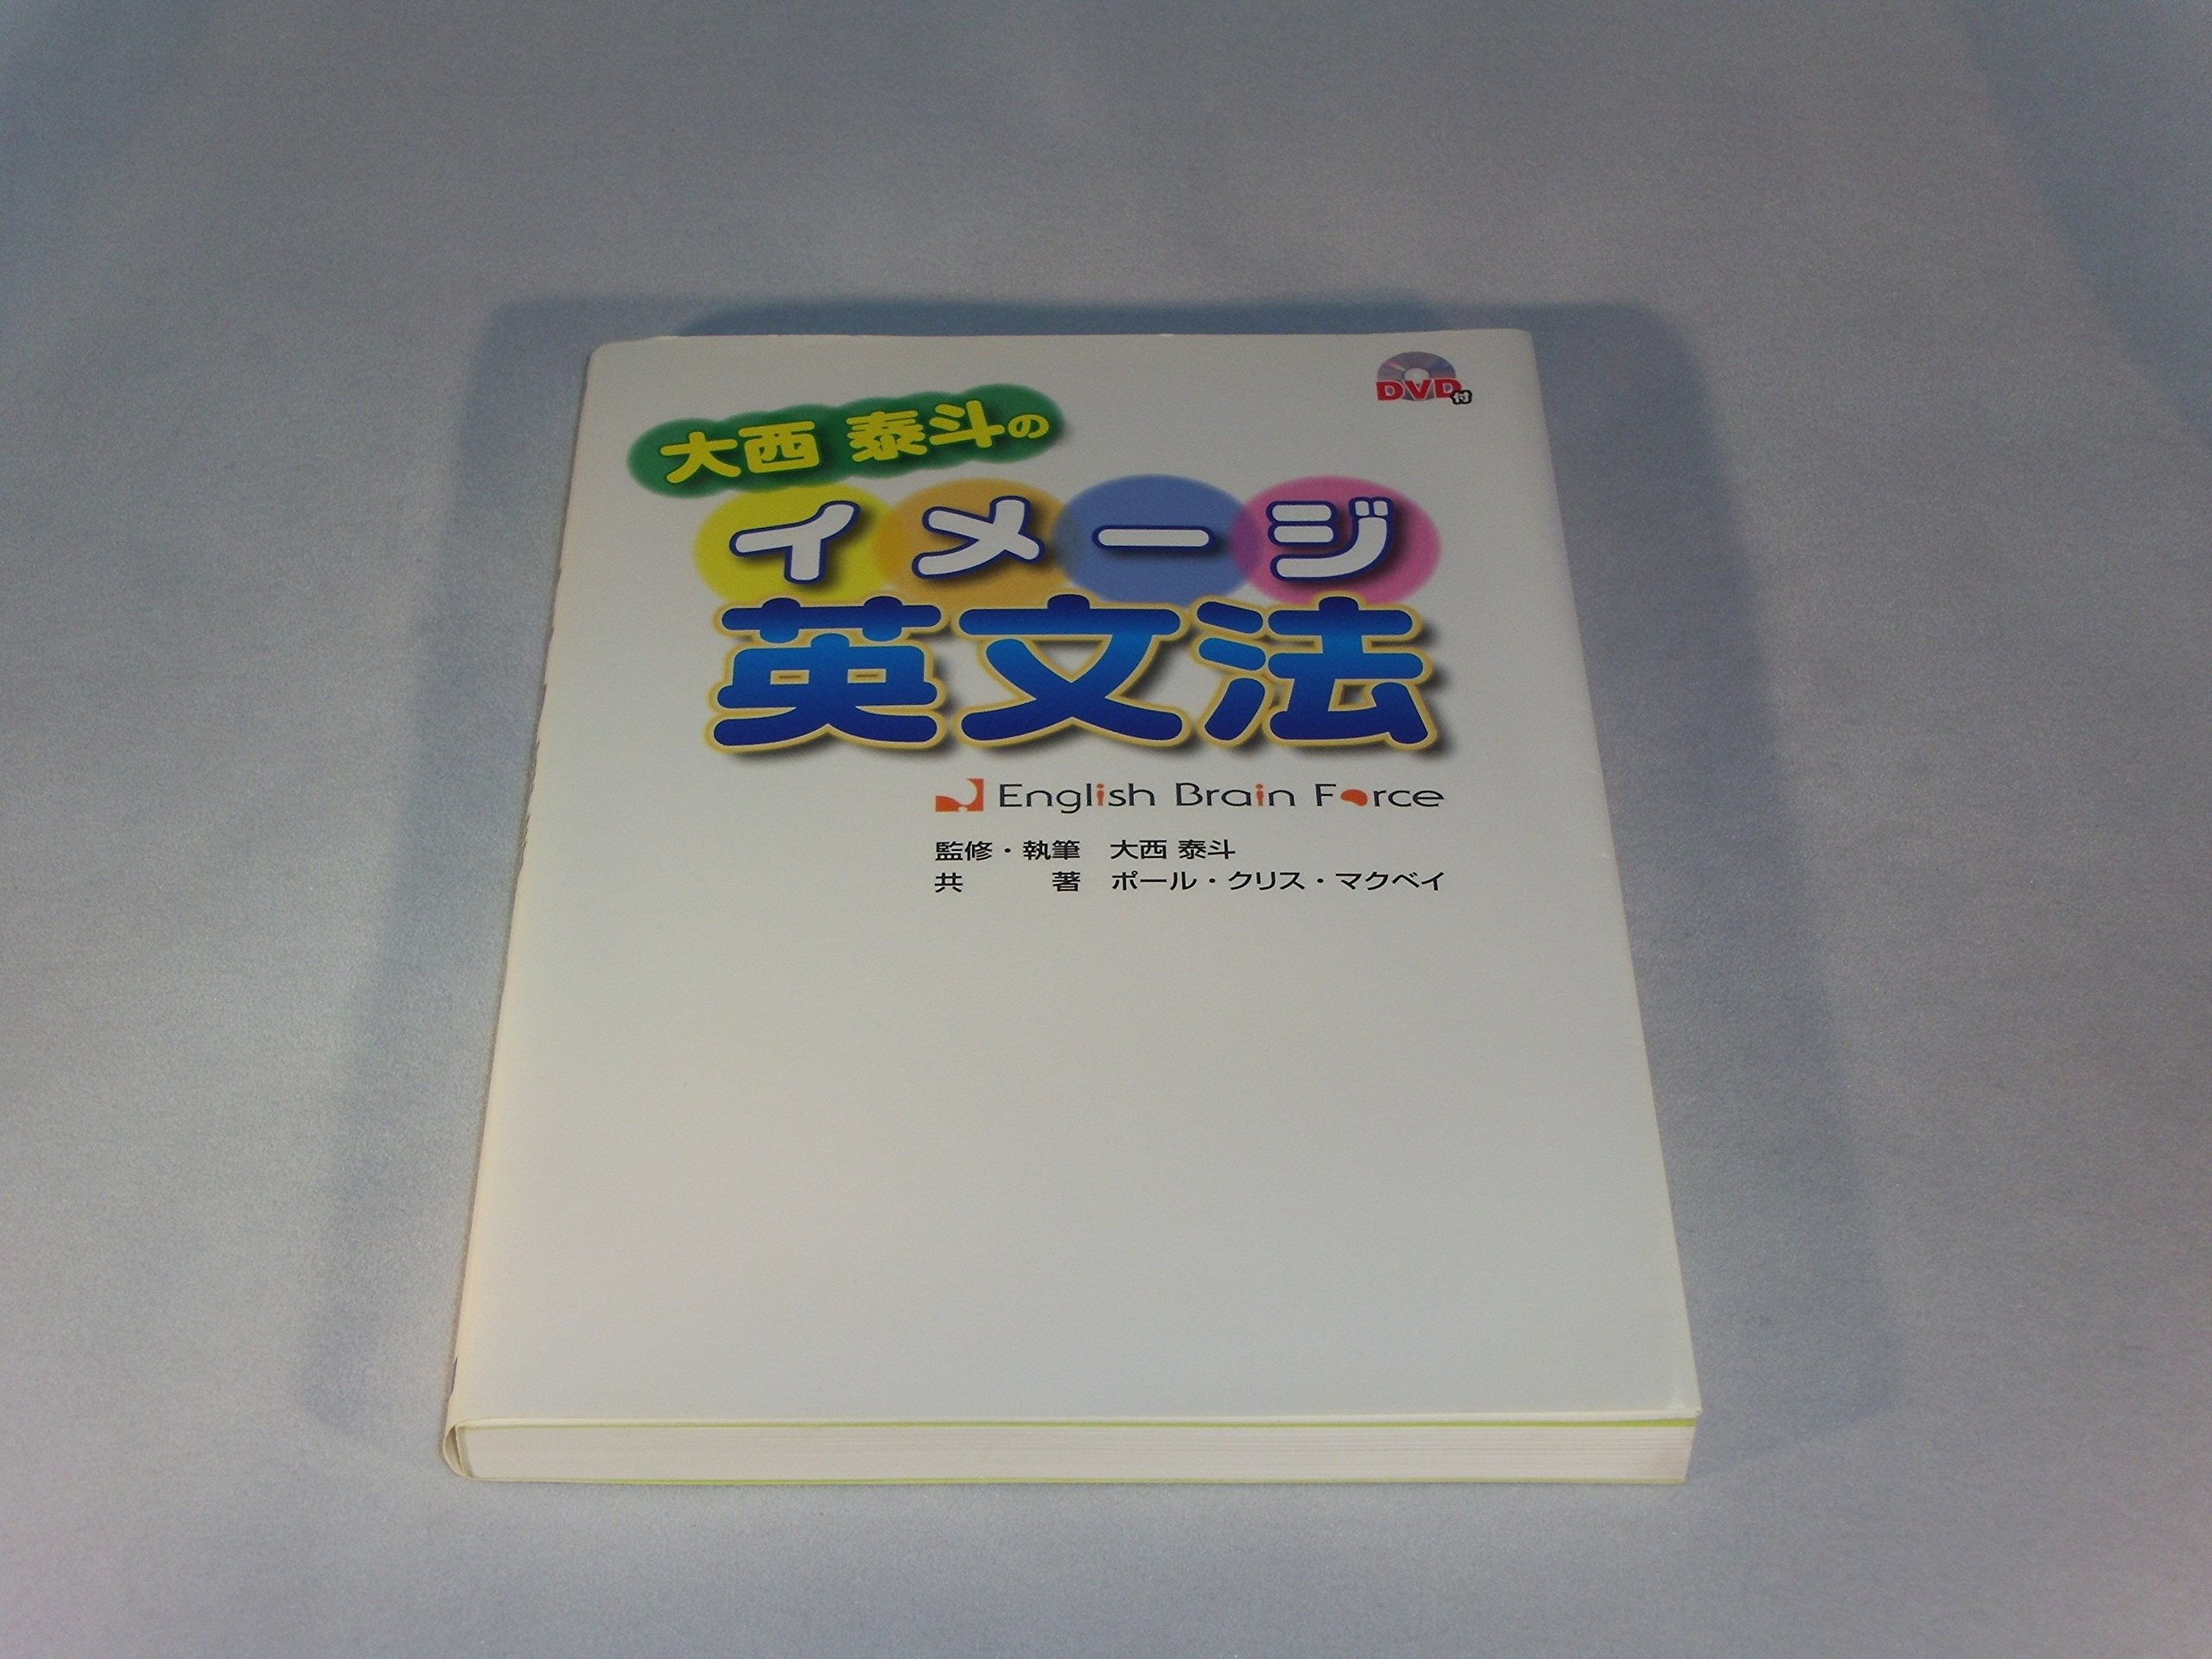 DVD付
大西 泰斗の
イメージ
英文法
English Brain Force
監修・執筆 大西 泰斗
共著 ポール・クリス・マクベイ